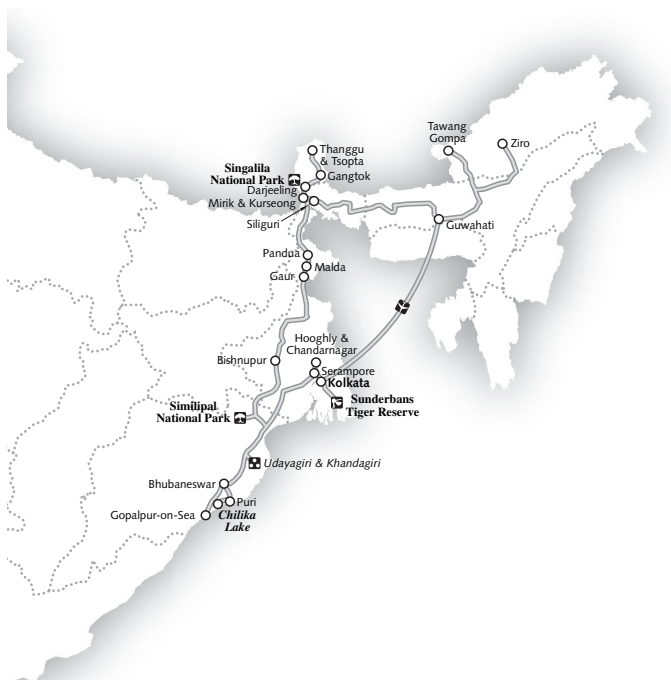 Tawang
Gompa
Ziro
Thanggu
& Tsopta
Singalila
National Park
Gangtok
Darjeeling
Mirik & Kurseong
Siliguri
Guwahati
Pandua
Malda
Gaur
Hooghly &
Chandarnagar
Bishnupur
Serampore
Kolkata
Sunderbans
Tiger Reserve
Similipal
National Park
Udayagiri & Khandagiri
Bhubaneswar
Puri
Gopalpur-on-Sea
Chilika
Lake